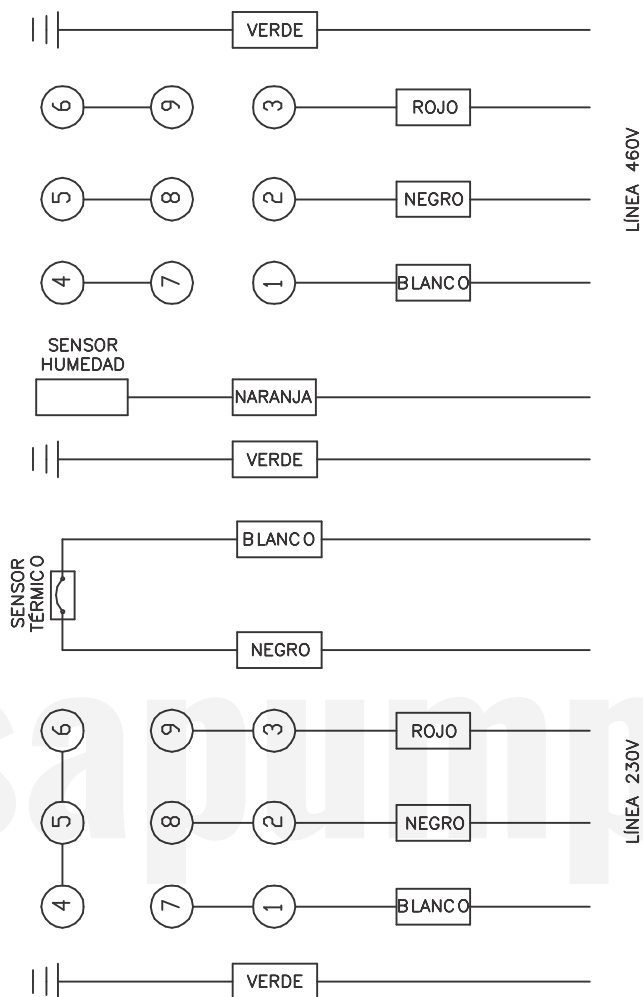 VERDE
6 9 3 ROJO
5 8 2 NEGRO
LÍNEA 460V
4 7 1 BLANCO
SENSOR
HUMEDAD
NARANJA
VERDE
BLANCO
SENSOR
TÉRMICO
NEGRO
6 9 3 ROJO
5 8 2 NEGRO
LÍNEA 230V
4 7 1 BLANCO
VERDE
sapump